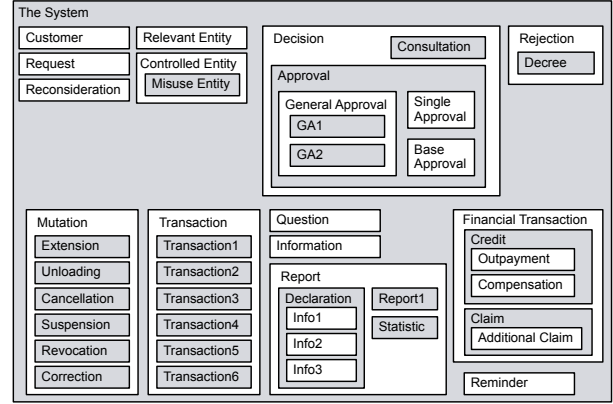 The System
Customer
Relevant Entity
Request
Controlled Entity
Misuse Entity
Reconsideration
Decision
Consultation
Approval
General Approval
GA1
GA2
Single
Approval
Base
Approval
Rejection
Decree
Mutation
Extension
Unloading
Cancellation
Suspension
Revocation
Correction
Transaction
Transaction1
Transaction2
Transaction3
Transaction4
Transaction5
Transaction6
Question
Information
Report
Declaration
Info1
Info2
Info3
Report1
Statistic
Financial Transaction
Credit
Outpayment
Compensation
Claim
Additional Claim
Reminder